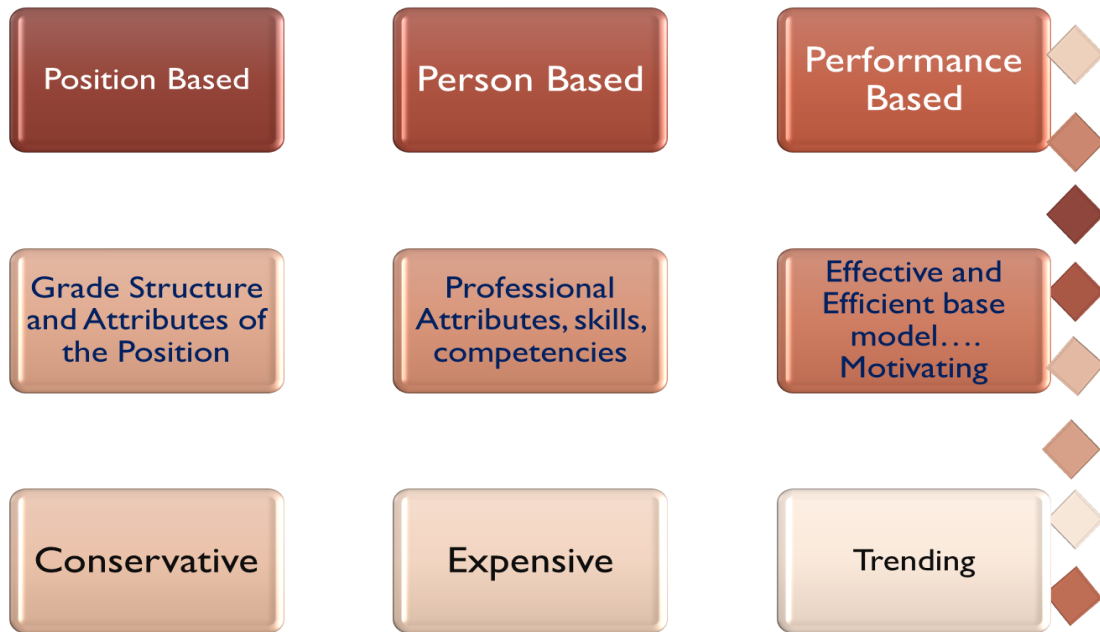 Position Based
Person Based
Performance
Based
Grade Structure
and Attributes of
the Position
Professional
Attributes, skills,
competencies
Effective and
Efficient base
model....
Motivating
Conservative
Expensive
Trending